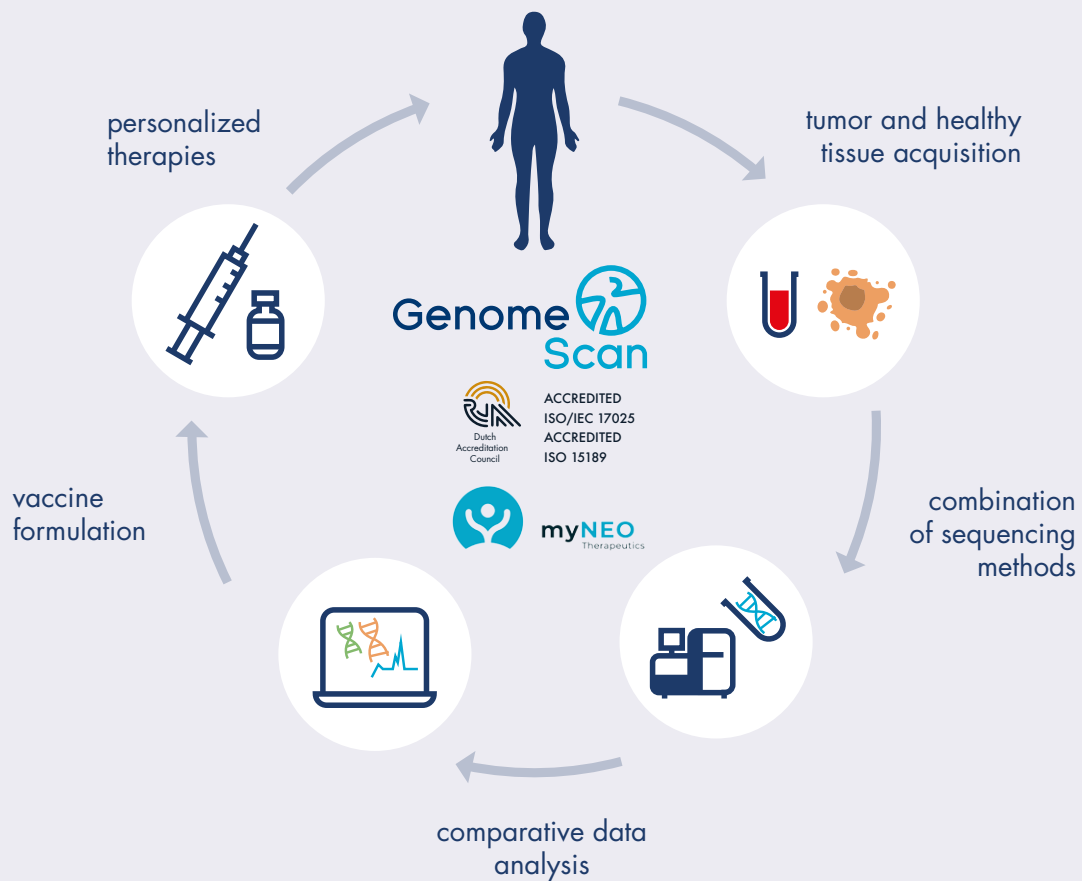 personalized
therapies
tumor and healthy
tissue acquisition
Genome
Scan
RvA
Dutch
Accreditation
Council
ACCREDITED
ISO/IEC 17025
ACCREDITED
ISO 15189
vaccine
formulation
combination
of sequencing
methods
myNEO
Therapeutics
comparative data
analysis